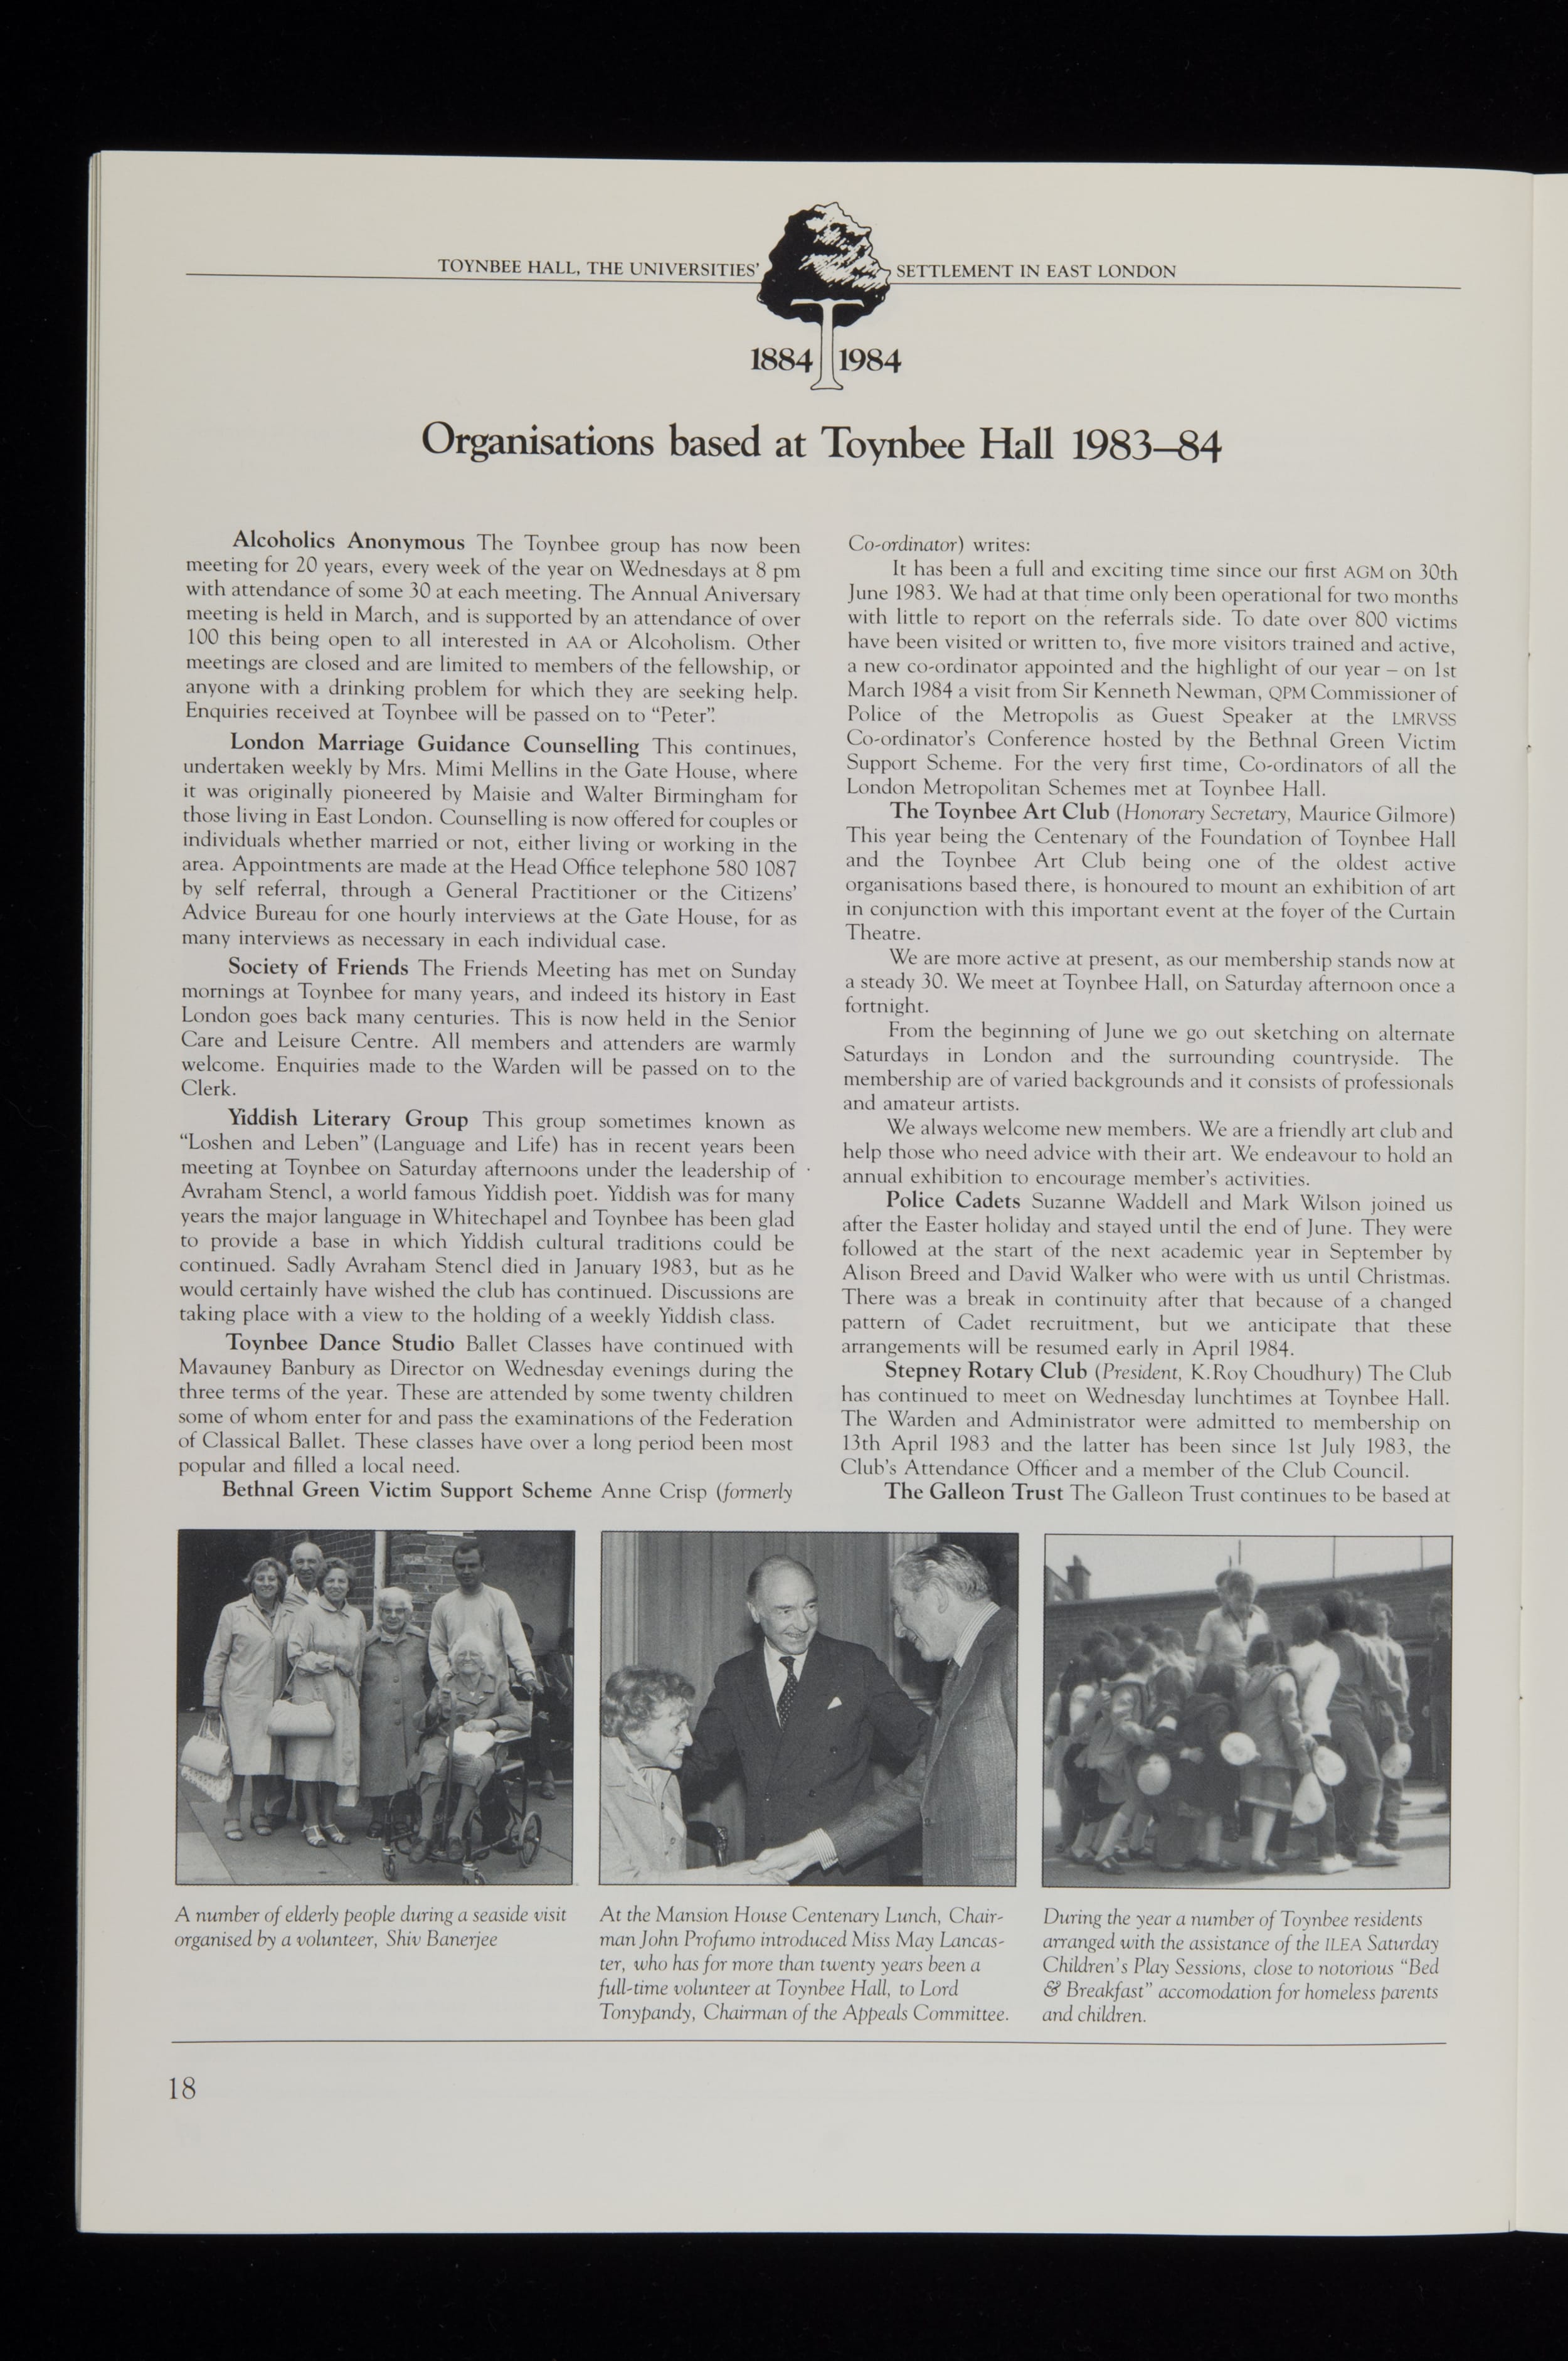 TOYNBEE HALL, THE UNIVERSITIES' SETTLEMENT IN EAST LONDON
1884 1984
Organisations based at Toynbee Hall 1983–84
Alcoholics Anonymous The Toynbee group has now been
meeting for 20 years, every week of the year on Wednesdays at 8 pm
with attendance of some 30 at each meeting. The Annual Aniversary
meeting is held in March, and is supported by an attendance of over
100 this being open to all interested in AA or Alcoholism. Other
meetings are closed and are limited to members of the fellowship, or
anyone with a drinking problem for which they are seeking help.
Enquiries received at Toynbee will be passed on to "Peter".
London Marriage Guidance Counselling This continues,
undertaken weekly by Mrs. Mimi Mellins in the Gate House, where
it was originally pioneered by Maisie and Walter Birmingham for
those living in East London. Counselling is now offered for couples or
individuals whether married or not, either living or working in the
area. Appointments are made at the Head Office telephone 580 1087
by self referral, through a General Practitioner or the Citizens'
Advice Bureau for one hourly interviews at the Gate House, for as
many interviews as necessary in each individual case.
Society of Friends The Friends Meeting has met on Sunday
mornings at Toynbee for many years, and indeed its history in East
London goes back many centuries. This is now held in the Senior
Care and Leisure Centre. All members and attenders are warmly
welcome. Enquiries made to the Warden will be passed on to the
Clerk.
Yiddish Literary Group This group sometimes known as
"Loshen and Leben" (Language and Life) has in recent years been
meeting at Toynbee on Saturday afternoons under the leadership of
Avraham Stencl, a world famous Yiddish poet. Yiddish was for many
years the major language in Whitechapel and Toynbee has been glad
to provide a base in which Yiddish cultural traditions could be
continued. Sadly Avraham Stencl died in January 1983, but as he
would certainly have wished the club has continued. Discussions are
taking place with a view to the holding of a weekly Yiddish class.
Toynbee Dance Studio Ballet Classes have continued with
Mavauney Banbury as Director on Wednesday evenings during the
three terms of the year. These are attended by some twenty children
some of whom enter for and pass the examinations of the Federation
of Classical Ballet. These classes have over a long period been most
popular and filled a local need.
Bethnal Green Victim Support Scheme Anne Crisp (formerly
Co-ordinator) writes:
It has been a full and exciting time since our first AGM on 30th
June 1983. We had at that time only been operational for two months
with little to report on the referrals side. To date over 800 victims
have been visited or written to, five more visitors trained and active,
a new co-ordinator appointed and the highlight of our year – on 1st
March 1984 a visit from Sir Kenneth Newman, QPM Commissioner of
Police of the Metropolis as Guest Speaker at the LMRVSS
Co-ordinator's Conference hosted by the Bethnal Green Victim
Support Scheme. For the very first time, Co-ordinators of all the
London Metropolitan Schemes met at Toynbee Hall.
The Toynbee Art Club (Honorary Secretary, Maurice Gilmore)
This year being the Centenary of the Foundation of Toynbee Hall
and the Toynbee Art Club being one of the oldest active
organisations based there, is honoured to mount an exhibition of art
in conjunction with this important event at the foyer of the Curtain
Theatre.
We are more active at present, as our membership stands now at
a steady 30. We meet at Toynbee Hall, on Saturday afternoon once a
fortnight.
From the beginning of June we go out sketching on alternate
Saturdays in London and the surrounding countryside. The
membership are of varied backgrounds and it consists of professionals
and amateur artists.
We always welcome new members. We are a friendly art club and
help those who need advice with their art. We endeavour to hold an
annual exhibition to encourage member's activities.
Police Cadets Suzanne Waddell and Mark Wilson joined us
after the Easter holiday and stayed until the end of June. They were
followed at the start of the next academic year in September by
Alison Breed and David Walker who were with us until Christmas.
There was a break in continuity after that because of a changed
pattern of Cadet recruitment, but we anticipate that these
arrangements will be resumed early in April 1984.
Stepney Rotary Club (President, K.Roy Choudhury) The Club
has continued to meet on Wednesday lunchtimes at Toynbee Hall.
The Warden and Administrator were admitted to membership on
13th April 1983 and the latter has been since 1st July 1983, the
Club's Attendance Officer and a member of the Club Council.
The Galleon Trust The Galleon Trust continues to be based at
A number of elderly people during a seaside visit
organised by a volunteer, Shiv Banerjee
At the Mansion House Centenary Lunch, Chair-
man John Profumo introduced Miss May Lancas-
ter, who has for more than twenty years been a
full-time volunteer at Toynbee Hall, to Lord
Tonypandy, Chairman of the Appeals Committee.
During the year a number of Toynbee residents
arranged with the assistance of the ILEA Saturday
Children's Play Sessions, close to notorious "Bed
& Breakfast" accomodation for homeless parents
and children.
18